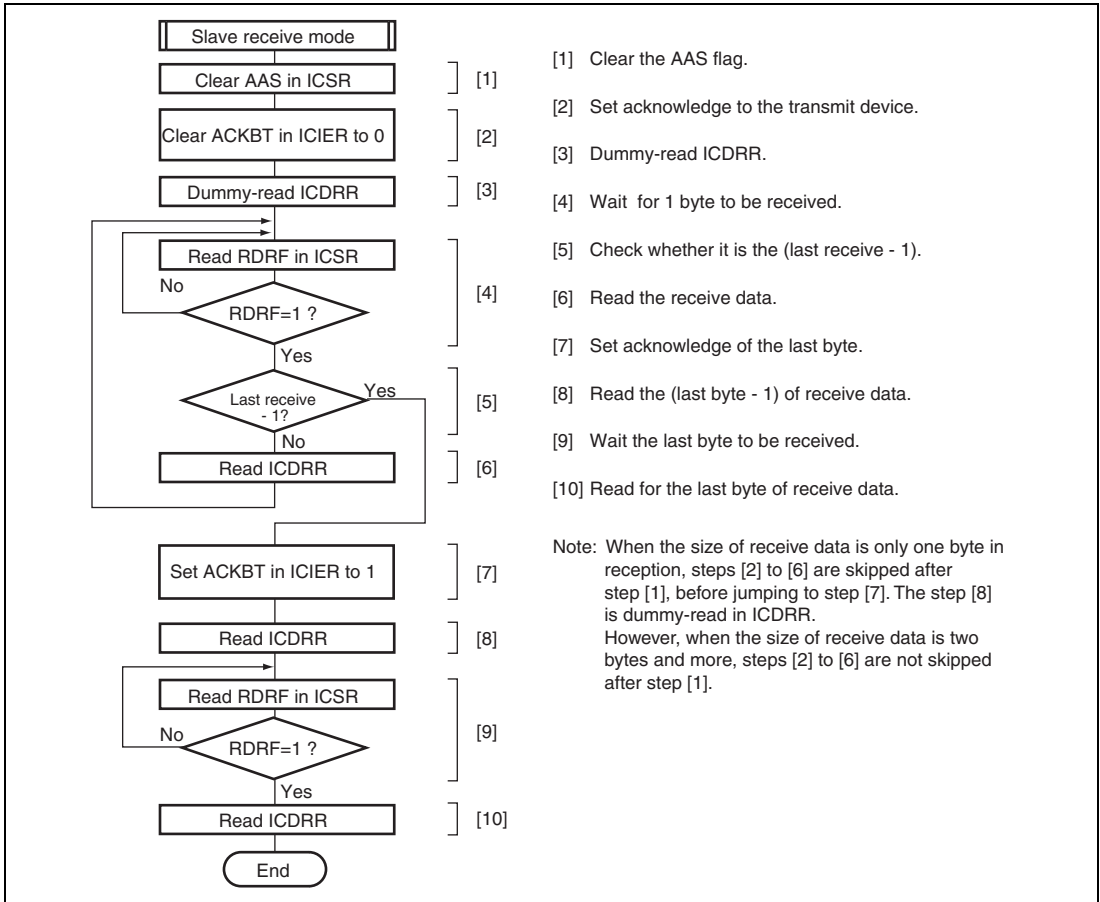 Slave receive mode
Clear AAS in ICSR
[1]
Clear ACKBT in ICIER to 0
[2]
Dummy-read ICDRR
[3]
Read RDRF in ICSR
No
RDRF=1 ?
[4]
Yes
Last receive
- 1?
Yes
[5]
No
Read ICDRR
[6]
Set ACKBT in ICIER to 1
[7]
Read ICDRR
[8]
Read RDRF in ICSR
No
RDRF=1 ?
[9]
Yes
Read ICDRR
[10]
End
[1] Clear the AAS flag.
[2] Set acknowledge to the transmit device.
[3] Dummy-read ICDRR.
[4] Wait for 1 byte to be received.
[5] Check whether it is the (last receive - 1).
[6] Read the receive data.
[7] Set acknowledge of the last byte.
[8] Read the (last byte - 1) of receive data.
[9] Wait the last byte to be received.
[10] Read for the last byte of receive data.
Note: When the size of receive data is only one byte in
reception, steps [2] to [6] are skipped after
step [1], before jumping to step [7]. The step [8]
is dummy-read in ICDRR.
However, when the size of receive data is two
bytes and more, steps [2] to [6] are not skipped
after step [1].